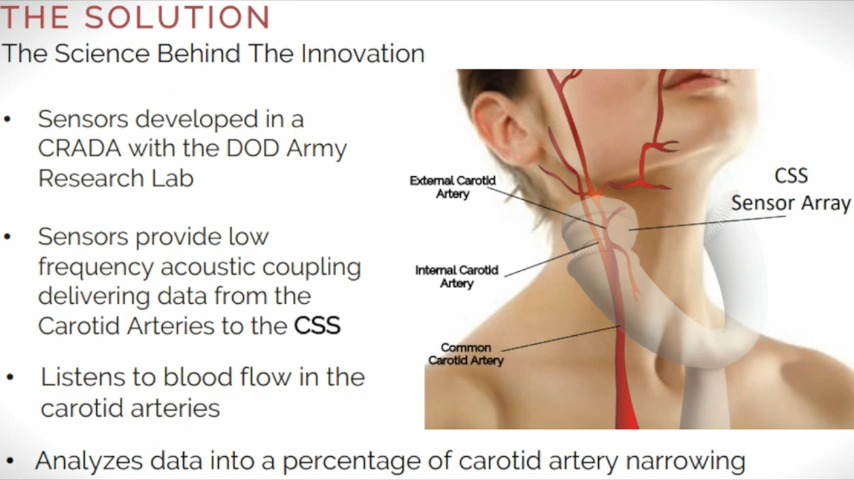 THE SOLUTION
The Science Behind The Innovation
• Sensors developed in a
CRADA with the DOD Army
Research Lab
• Sensors provide low
frequency acoustic coupling
delivering data from the
Carotid Arteries to the CSS
• Listens to blood flow in the
carotid arteries
• Analyzes data into a percentage of carotid artery narrowing
External Carotid
Artery
Internal Carotid
Artery
Common
Carotid Artery
CSS
Sensor Array